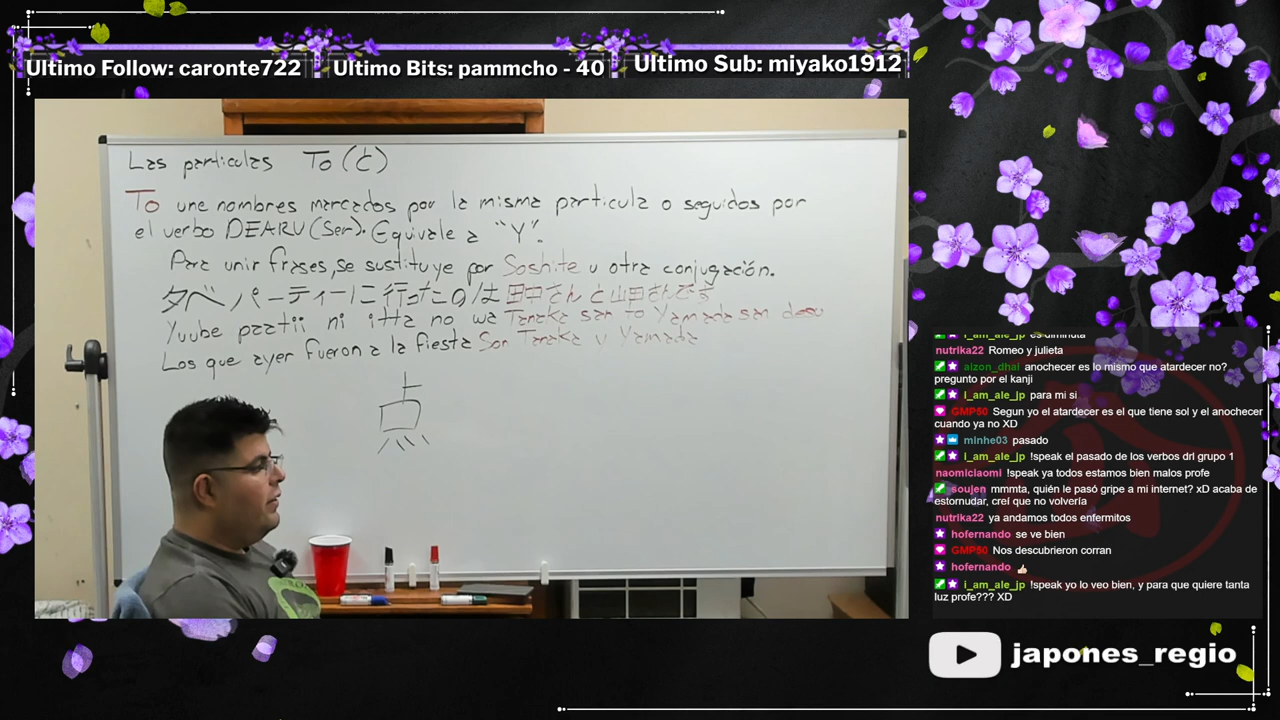 Ultimo Follow: caronte722
Ultimo Bits: pammcho - 40
Ultimo Sub: miyako1912
Las particulas To (と)
To une nombres marcados por la misma particula o seguidos por
el verbo DEARU (Ser). Equivale a "Y".
Para unir frases, se sustituye por Soshite u otra conjugación.
夕べ パーティーに行ったのは田中さんと山田さんです
Yuube paatii ni itta no wa Tanaka san to Yamada san desu
Los que ayer fueron a la fiesta Son Tanaka y Yamada
i_am_ale_jp es diminuta
nutrika22 Romeo y julieta
aizon_dhal anochecer es lo mismo que atardecer no?
pregunto por el kanji
i_am_ale_jp para mi si
GMP50 Segun yo el atardecer es el que tiene sol y el anochecer
cuando ya no XD
minhe03 pasado
i_am_ale_jp !speak el pasado de los verbos drl grupo 1
naomiciaomi !speak ya todos estamos bien malos profe
soujen mmmta, quién le pasó gripe a mi internet? xD acaba de
estornudar, creí que no volvería
nutrika22 ya andamos todos enfermitos
hofernando se ve bien
GMP50 Nos descubrieron corran
hofernando 👍🏻
i_am_ale_jp !speak yo lo veo bien, y para que quiere tanta
luz profe??? XD
japones_regio